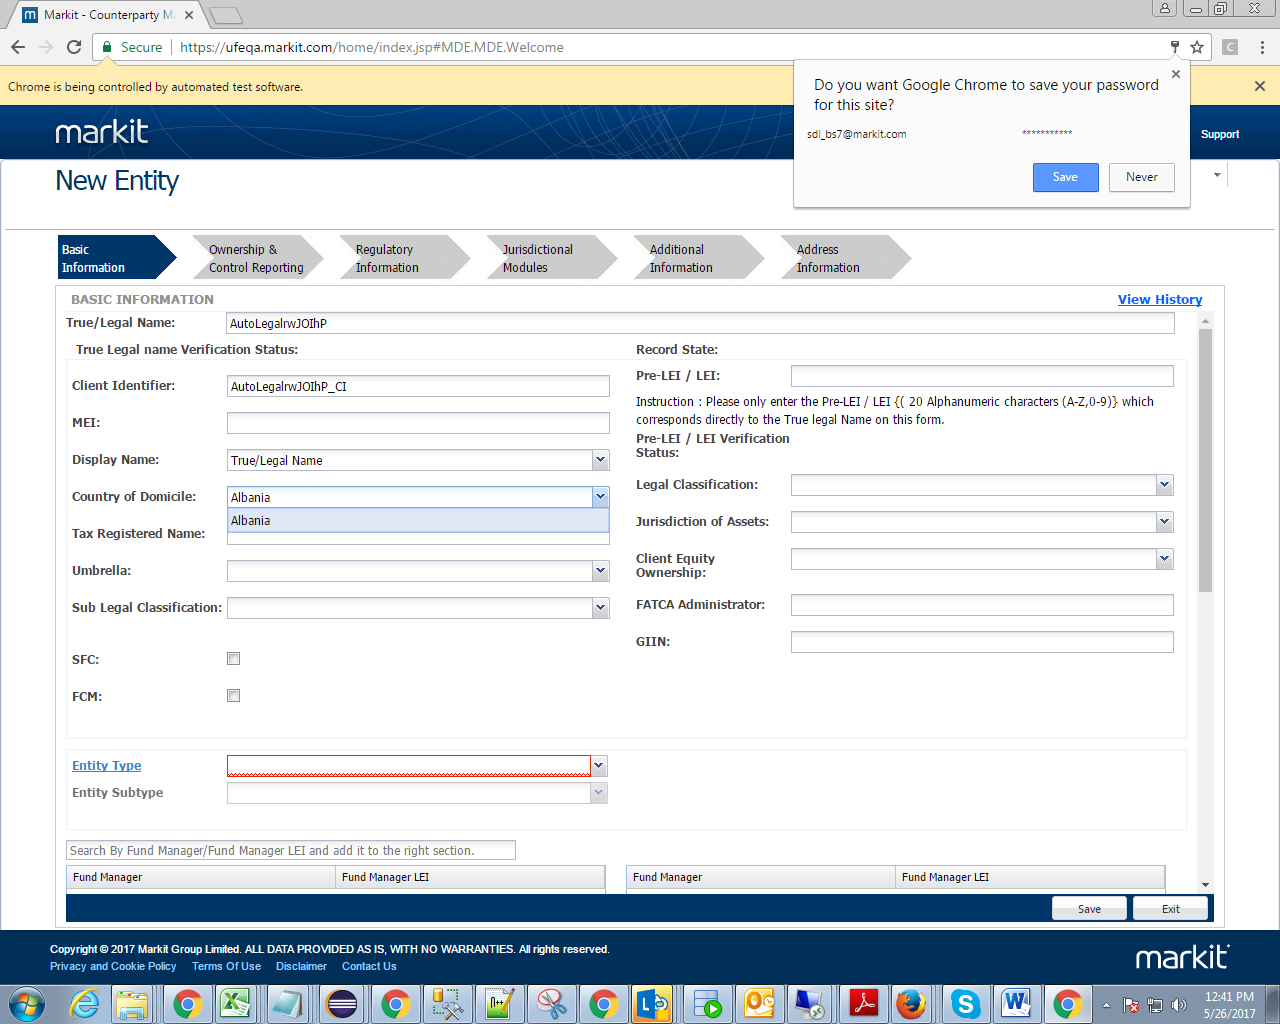 Markit - Counterparty M
Secure https://ufeqa.markit.com/home/index.jsp#MDE.MDE.Welcome
Chrome is being controlled by automated test software.
Do you want Google Chrome to save your password
for this site?
sdl_bs7@markit.com ***********
Save Never
markit
Support
New Entity
Basic
Information
Ownership &
Control Reporting
Regulatory
Information
Jurisdictional
Modules
Additional
Information
Address
Information
BASIC INFORMATION
View History
True/Legal Name: AutoLegalrwJOIhP
True Legal name Verification Status:
Record State:
Client Identifier: AutoLegalrwJOIhP_CI
Pre-LEI / LEI:
Instruction : Please only enter the Pre-LEI / LEI {( 20 Alphanumeric characters (A-Z,0-9)} which
corresponds directly to the True legal Name on this form.
MEI:
Pre-LEI / LEI Verification
Status:
Display Name: True/Legal Name
Legal Classification:
Country of Domicile: Albania
Albania
Jurisdiction of Assets:
Tax Registered Name:
Client Equity
Ownership:
Umbrella:
FATCA Administrator:
Sub Legal Classification:
GIIN:
SFC:
FCM:
Entity Type
Entity Subtype
Search By Fund Manager/Fund Manager LEI and add it to the right section.
Fund Manager Fund Manager LEI Fund Manager Fund Manager LEI
Save Exit
Copyright © 2017 Markit Group Limited. ALL DATA PROVIDED AS IS, WITH NO WARRANTIES. All rights reserved.
Privacy and Cookie Policy Terms Of Use Disclaimer Contact Us
markit
12:41 PM
5/26/2017